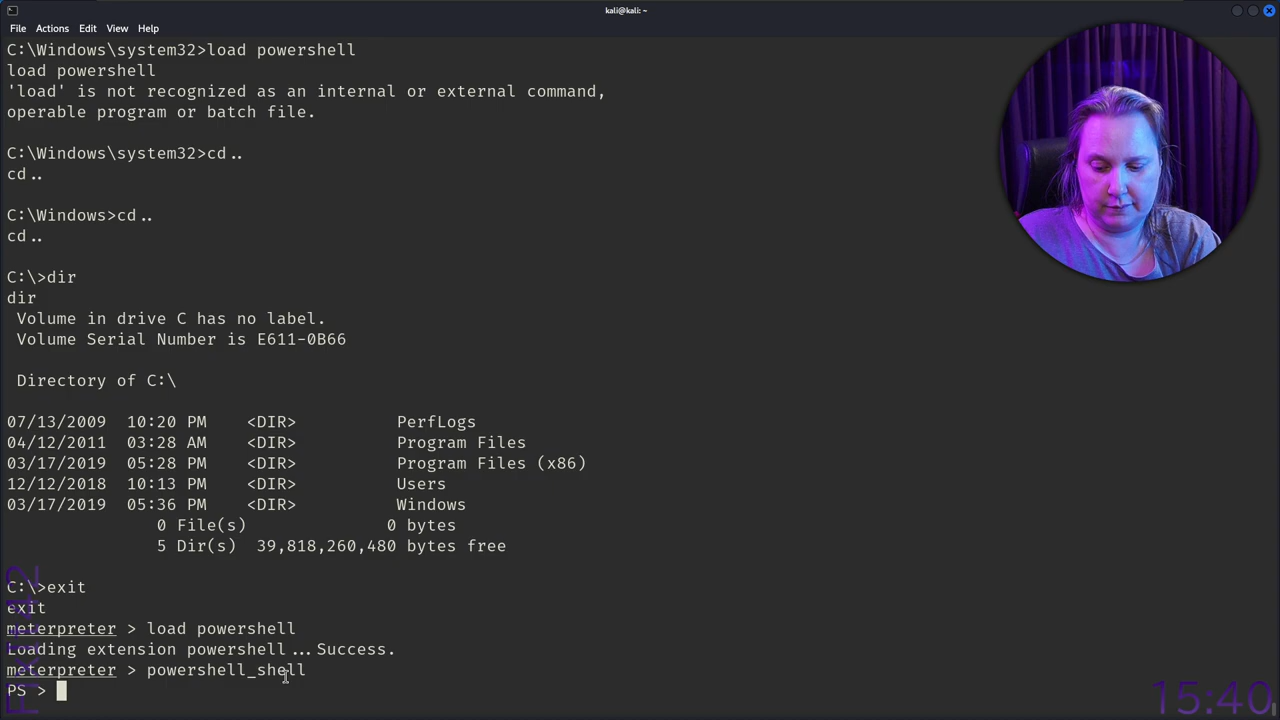 kali@kali: ~
File Actions Edit View Help
C:\Windows\system32>load powershell
load powershell
'load' is not recognized as an internal or external command,
operable program or batch file.
C:\Windows\system32>cd..
cd..
C:\Windows>cd..
cd..
C:\>dir
dir
Volume in drive C has no label.
Volume Serial Number is E611-0B66
Directory of C:\
07/13/2009 10:20 PM <DIR> PerfLogs
04/12/2011 03:28 AM <DIR> Program Files
03/17/2019 05:28 PM <DIR> Program Files (x86)
12/12/2018 10:13 PM <DIR> Users
03/17/2019 05:36 PM <DIR> Windows
0 File(s) 0 bytes
5 Dir(s) 39,818,260,480 bytes free
C:\>exit
exit
meterpreter > load powershell
Loading extension powershell...Success.
meterpreter > powershell_shell
PS >
15:40